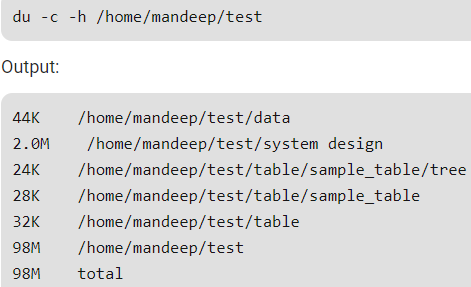 du -c -h /home/mandeep/test
Output:
44K    /home/mandeep/test/data
2.0M    /home/mandeep/test/system design
24K    /home/mandeep/test/table/sample_table/tree
28K    /home/mandeep/test/table/sample_table
32K    /home/mandeep/test/table
98M    /home/mandeep/test
98M    total